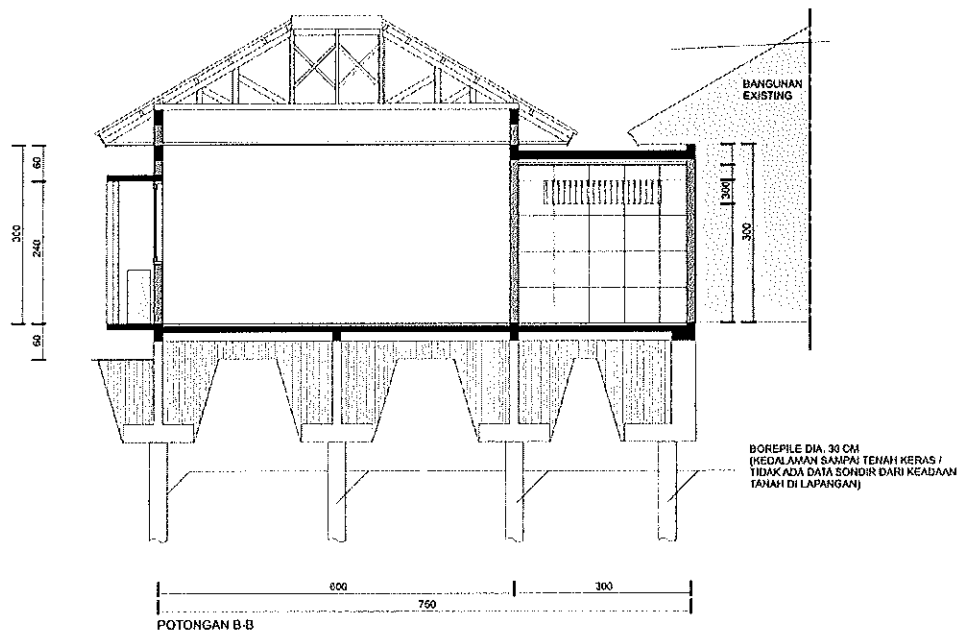 BANGUNAN
EXISTING
60
300
240
60
300
300
BOREPILE DIA. 30 CM
(KEDALAMAN SAMPAI TENAH KERAS /
TIDAK ADA DATA SONDIR DARI KEADAAN
TANAH DI LAPANGAN)
600
300
750
POTONGAN B-B